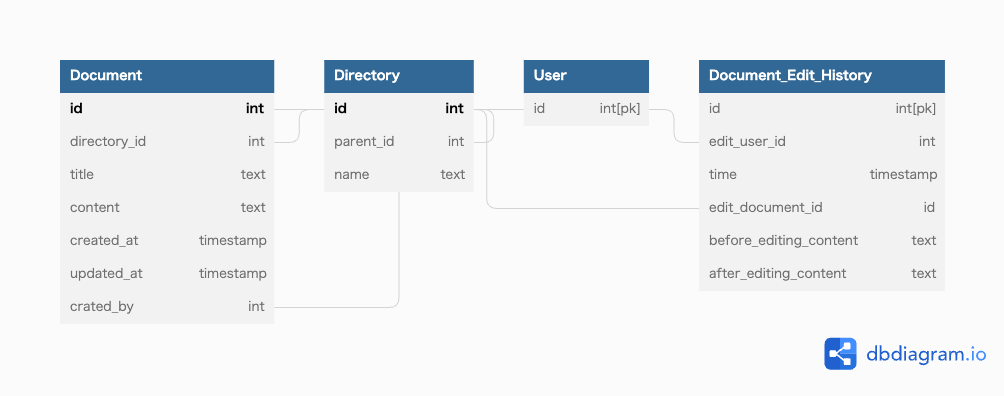 Document
id int
directory_id int
title text
content text
created_at timestamp
updated_at timestamp
crated_by int
Directory
id int
parent_id int
name text
User
id int[pk]
Document_Edit_History
id int[pk]
edit_user_id int
time timestamp
edit_document_id id
before_editing_content text
after_editing_content text
dbdiagram.io